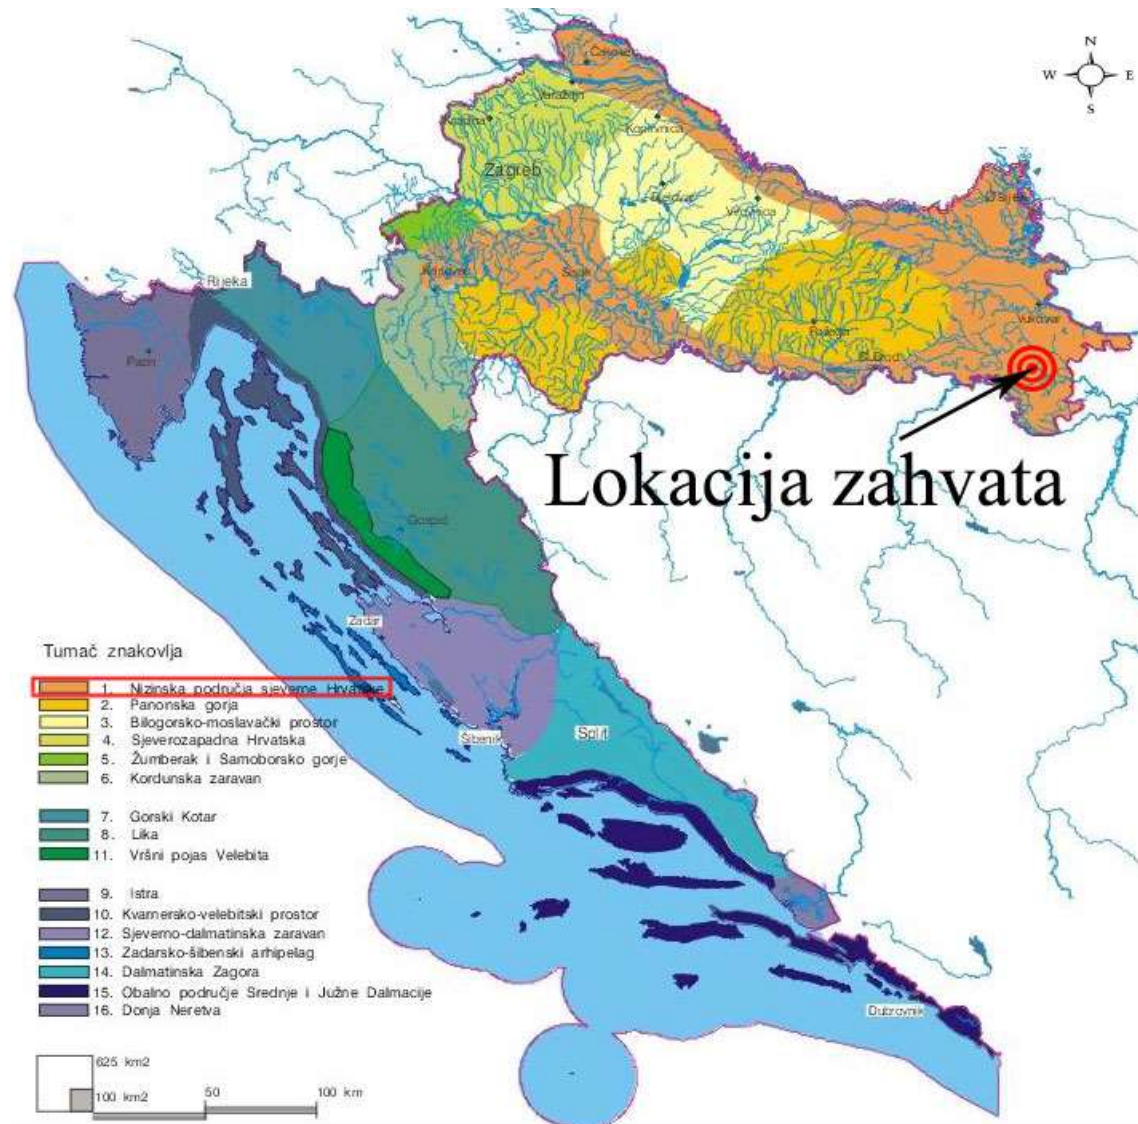 N
W E
S
Čakovec
Varaždin
Krapina
Koprivnica
Zagreb
Bjelovar
Virovitica
Osijek
Karlovac
Sisak
Rijeka
Vukovar
Požega
Sl.Brod
Pazin
Lokacija zahvata
Gospić
Zadar
Tumač znakovlja
1. Nizinska područja sjeverne Hrvatske
2. Panonska gorja
3. Bilogorsko-moslavački prostor
4. Sjeverozapadna Hrvatska
5. Žumberak i Samoborsko gorje
6. Kordunska zaravan
7. Gorski Kotar
8. Lika
11. Vršni pojas Velebita
9. Istra
10. Kvarnersko-velebitski prostor
12. Sjeverno-dalmatinska zaravan
13. Zadarsko-šibenski arhipelag
14. Dalmatinska Zagora
15. Obalno područje Srednje i Južne Dalmacije
16. Donja Neretva
Šibenik
Split
Dubrovnik
625 km2
100 km2
50
100 km